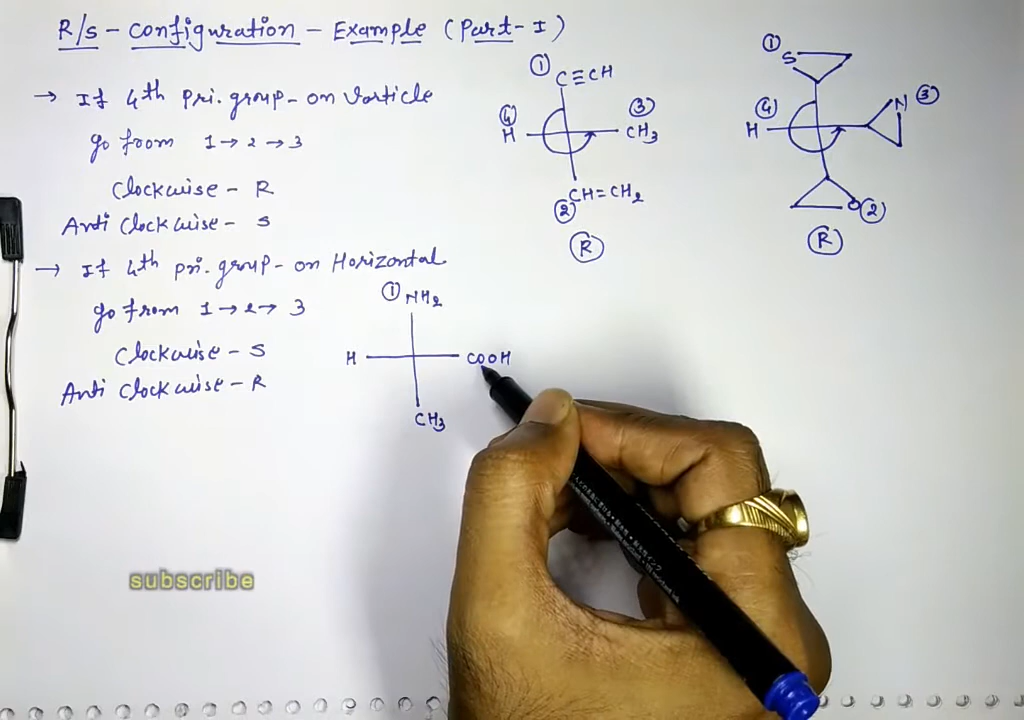 R/s - configuration - Example (Part-I)
→ If 4th Pri. group - on Varticle
go from 1 → 2 → 3
Clockwise - R
Anti Clockwise - S
→ If 4th pri. group - on Horizontal
go from 1 → 2 → 3
Clockwise - S
Anti Clockwise - R
① C≡CH
④ H
③ CH3
CH=CH2
②
Ⓡ
① S
④ H
N ③
O ②
Ⓡ
① NH2
H
COOH
CH3
subscribe